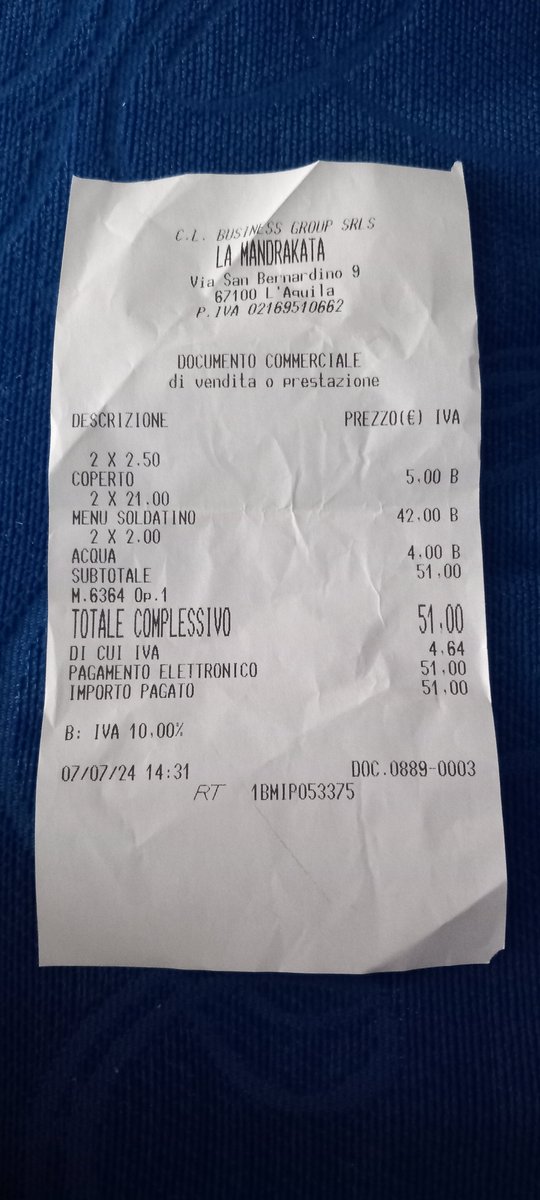 C.L. BUSINESS GROUP SRLS
LA MANDRAKATA
Via San Bernardino 9
67100 L'Aquila
P.IVA 02169510662
DOCUMENTO COMMERCIALE
di vendita o prestazione
DESCRIZIONE PREZZO(€) IVA
2 X 2.50
COPERTO 5,00 B
2 X 21.00
MENU SOLDATINO 42,00 B
2 X 2.00
ACQUA 4,00 B
SUBTOTALE 51,00
M.6364 Op.1
TOTALE COMPLESSIVO 51,00
DI CUI IVA 4,64
PAGAMENTO ELETTRONICO 51,00
IMPORTO PAGATO 51,00
B: IVA 10,00%
07/07/24 14:31 DOC.0889-0003
RT 1BMIP053375